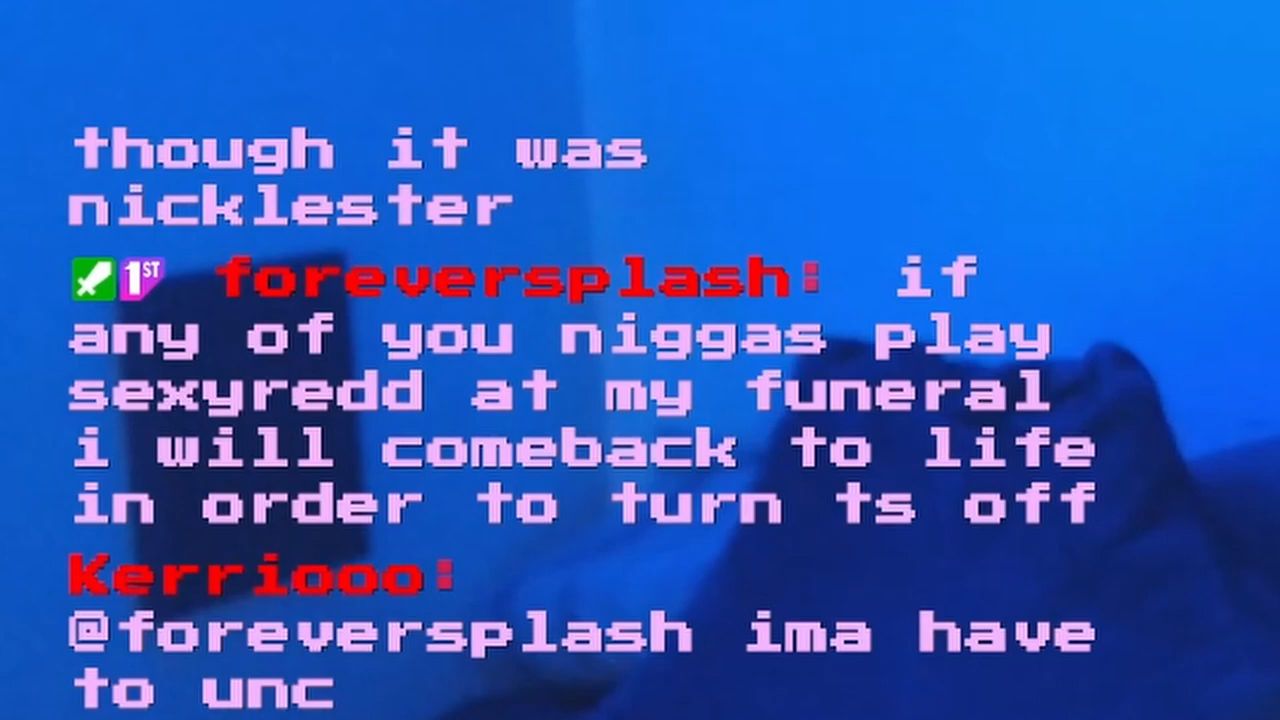 though it was
nicklester
1ST foreversplash: if
any of you niggas play
sexyredd at my funeral
i will comeback to life
in order to turn ts off
Kerriooo:
@foreversplash ima have
to unc